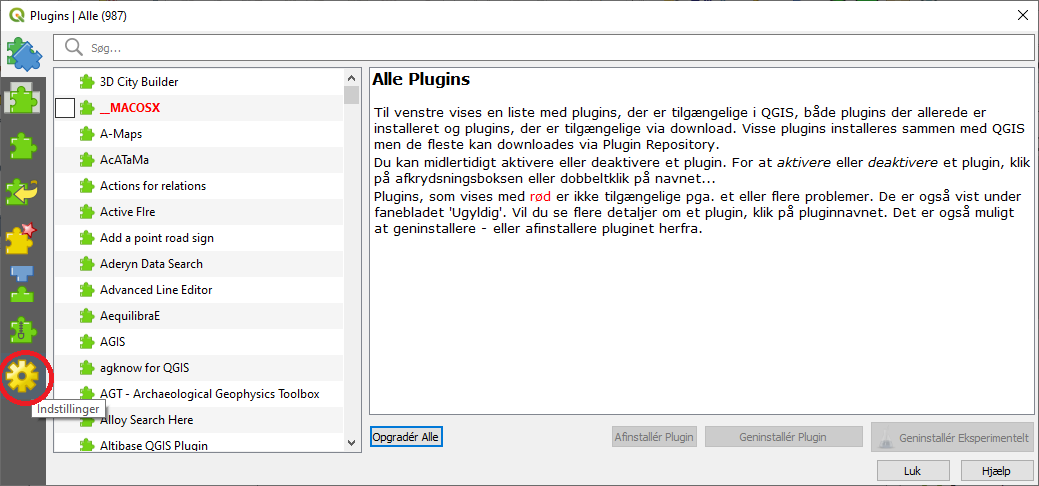 Plugins | Alle (987)
Søg...
3D City Builder
__MACOSX
A-Maps
AcATaMa
Actions for relations
Active FIre
Add a point road sign
Aderyn Data Search
Advanced Line Editor
AequilibraE
AGIS
agknow for QGIS
AGT - Archaeological Geophysics Toolbox
Alloy Search Here
Altibase QGIS Plugin
Indstillinger
Alle Plugins
Til venstre vises en liste med plugins, der er tilgængelige i QGIS, både plugins der allerede er
installeret og plugins, der er tilgængelige via download. Visse plugins installeres sammen med QGIS
men de fleste kan downloades via Plugin Repository.
Du kan midlertidigt aktivere eller deaktivere et plugin. For at aktivere eller deaktivere et plugin, klik
på afkrydsningsboksen eller dobbeltklik på navnet...
Plugins, som vises med rød er ikke tilgængelige pga. et eller flere problemer. De er også vist under
fanebladet 'Ugyldig'. Vil du se flere detaljer om et plugin, klik på pluginnavnet. Det er også muligt
at geninstallere - eller afinstallere pluginet herfra.
Opgradér Alle
Afinstallér Plugin
Geninstallér Plugin
Geninstallér Eksperimentelt
Luk
Hjælp